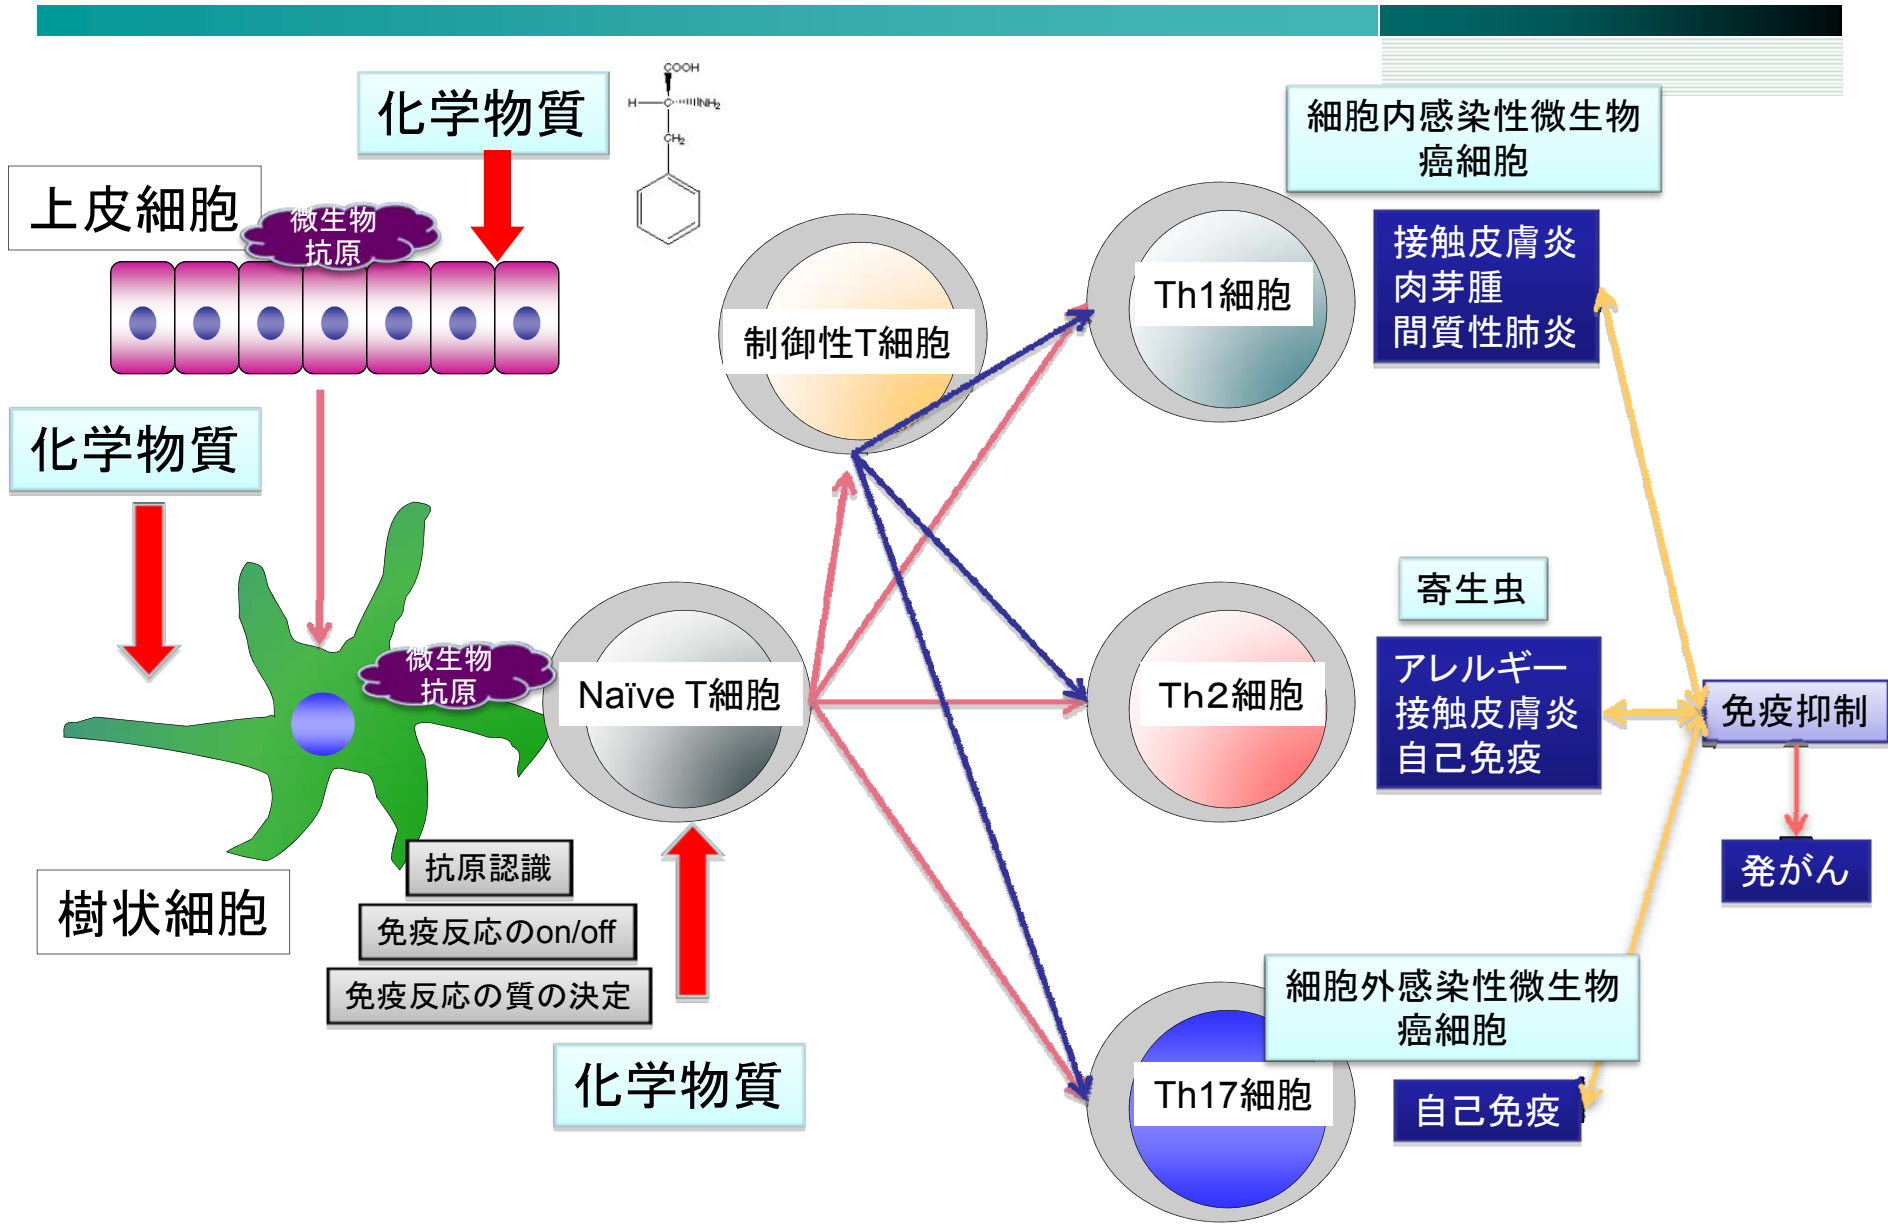 化学物質
COOH
H
C
NH2
CH2
上皮細胞
微生物
抗原
化学物質
樹状細胞
微生物
抗原
Naïve T細胞
抗原認識
免疫反応のon/off
免疫反応の質の決定
化学物質
制御性T細胞
Th1細胞
細胞内感染性微生物
癌細胞
接触皮膚炎
肉芽腫
間質性肺炎
Th2細胞
寄生虫
アレルギー
接触皮膚炎
自己免疫
Th17細胞
細胞外感染性微生物
癌細胞
自己免疫
免疫抑制
発がん